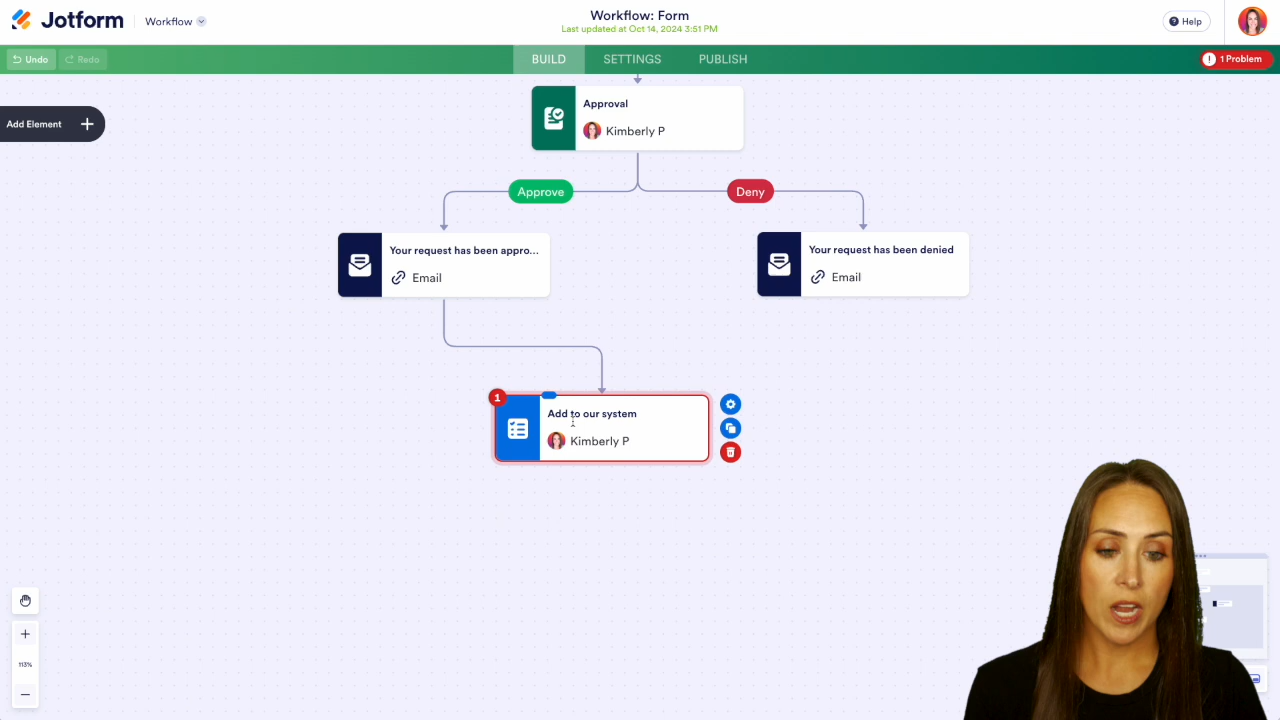 Jotform
Workflow
Workflow: Form
Last updated at Oct 14, 2024 3:51 PM
Help
Undo
Redo
BUILD
SETTINGS
PUBLISH
1 Problem
Add Element
Approval
Kimberly P
Approve
Deny
Your request has been appro...
Email
Your request has been denied
Email
1
Add to our system
Kimberly P
113%